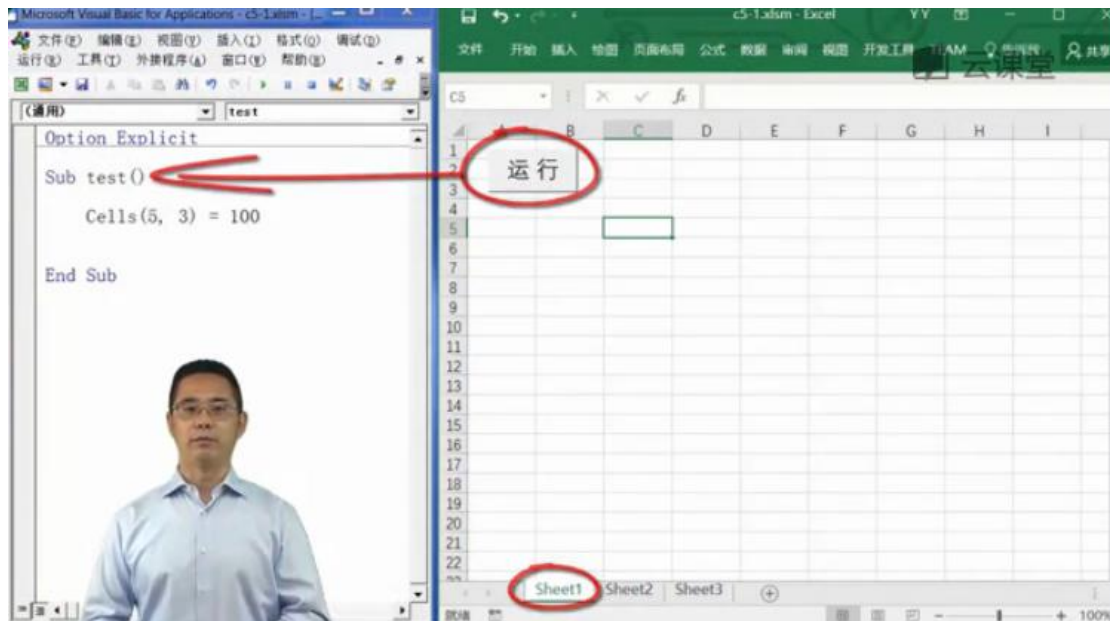 Microsoft Visual Basic for Applications - c5-1.xlsm - [
文件(F) 编辑(E) 视图(V) 插入(I) 格式(O) 调试(D)
运行(R) 工具(T) 外接程序(A) 窗口(W) 帮助(H)
(通用) test
Option Explicit
Sub test()
Cells(5, 3) = 100
End Sub
c5-1.xlsm - Excel YY
文件 开始 插入 绘图 页面布局 公式 数据 审阅 视图 开发工具 TEAM 共享
云课堂
C5 fx
B C D E F G H I
1
2
3
运行
4
5
6
7
8
9
10
11
12
13
14
15
16
17
18
19
20
21
22
Sheet1 Sheet2 Sheet3
就绪 100%